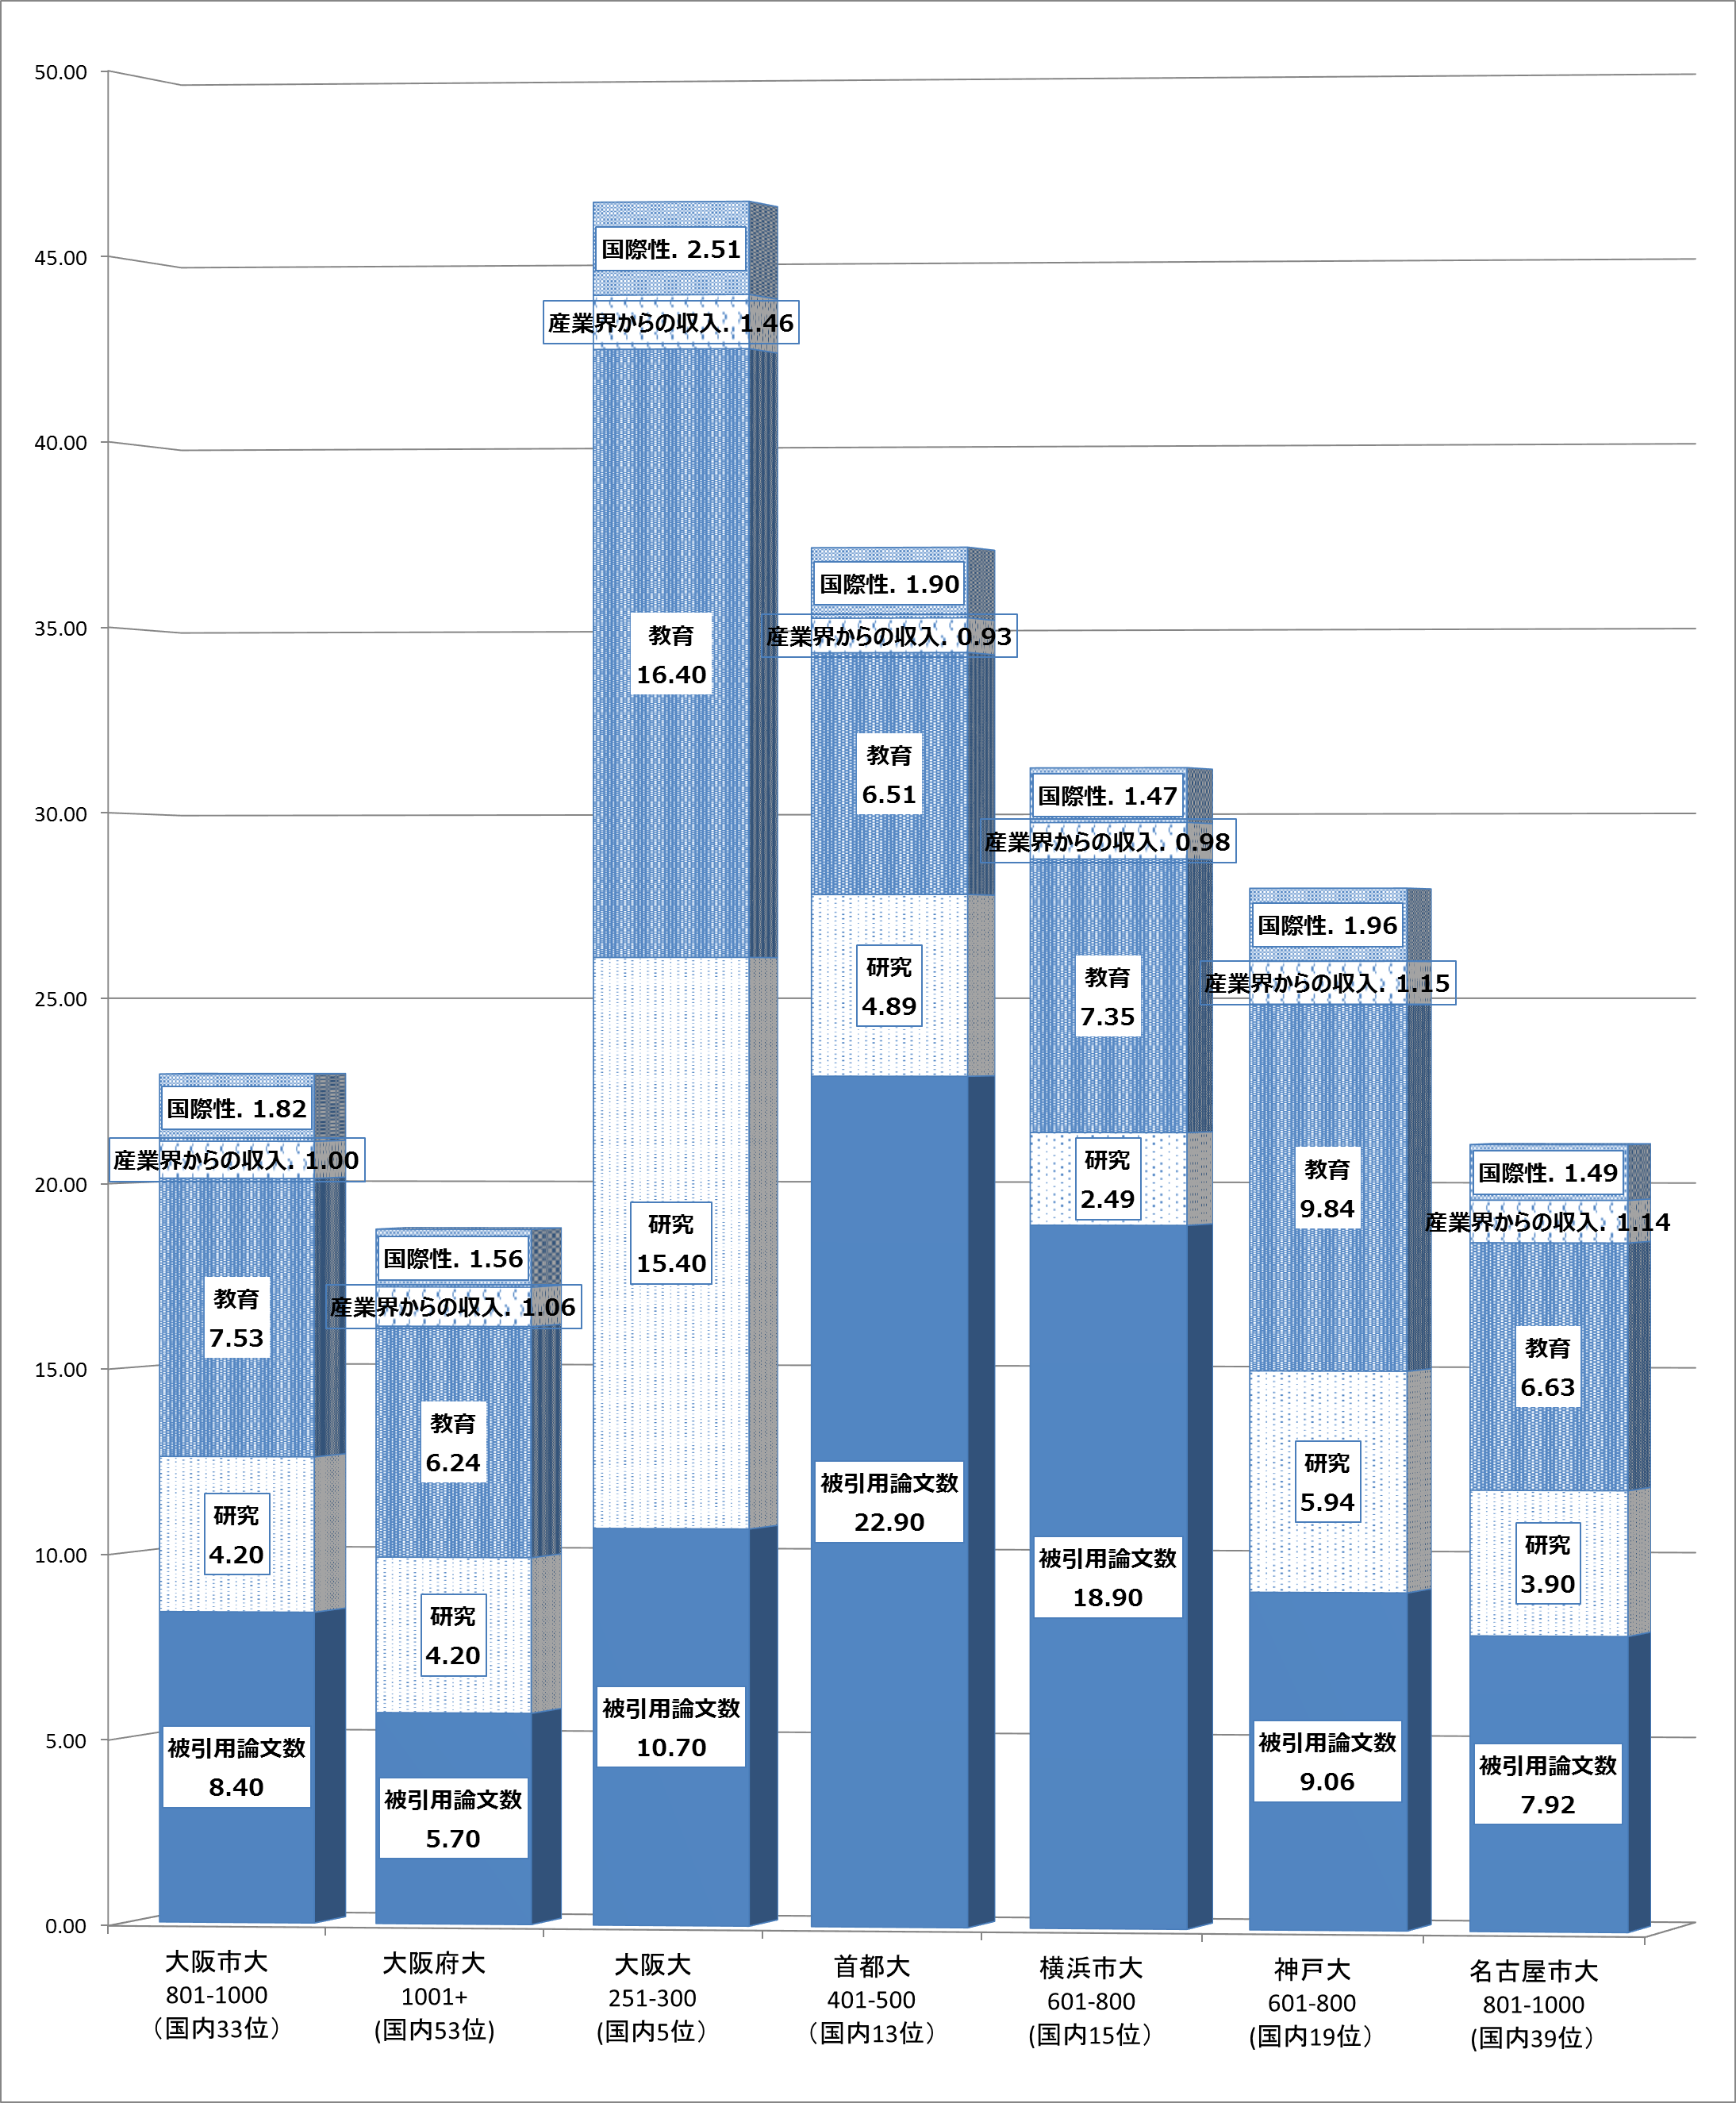 50.00
45.00
40.00
35.00
30.00
25.00
20.00
15.00
10.00
5.00
0.00
国際性. 1.82
産業界からの収入. 1.00
教育
7.53
研究
4.20
被引用論文数
8.40
大阪市大
801-1000
（国内33位）
国際性. 1.56
産業界からの収入. 1.06
教育
6.24
研究
4.20
被引用論文数
5.70
大阪府大
1001+
(国内53位)
国際性. 2.51
産業界からの収入. 1.46
教育
16.40
研究
15.40
被引用論文数
10.70
大阪大
251-300
(国内5位）
国際性. 1.90
産業界からの収入. 0.93
教育
6.51
研究
4.89
被引用論文数
22.90
首都大
401-500
（国内13位）
国際性. 1.47
産業界からの収入. 0.98
教育
7.35
研究
2.49
被引用論文数
18.90
横浜市大
601-800
(国内15位）
国際性. 1.96
産業界からの収入. 1.15
教育
9.84
研究
5.94
被引用論文数
9.06
神戸大
601-800
(国内19位）
国際性. 1.49
産業界からの収入. 1.14
教育
6.63
研究
3.90
被引用論文数
7.92
名古屋市大
801-1000
(国内39位）